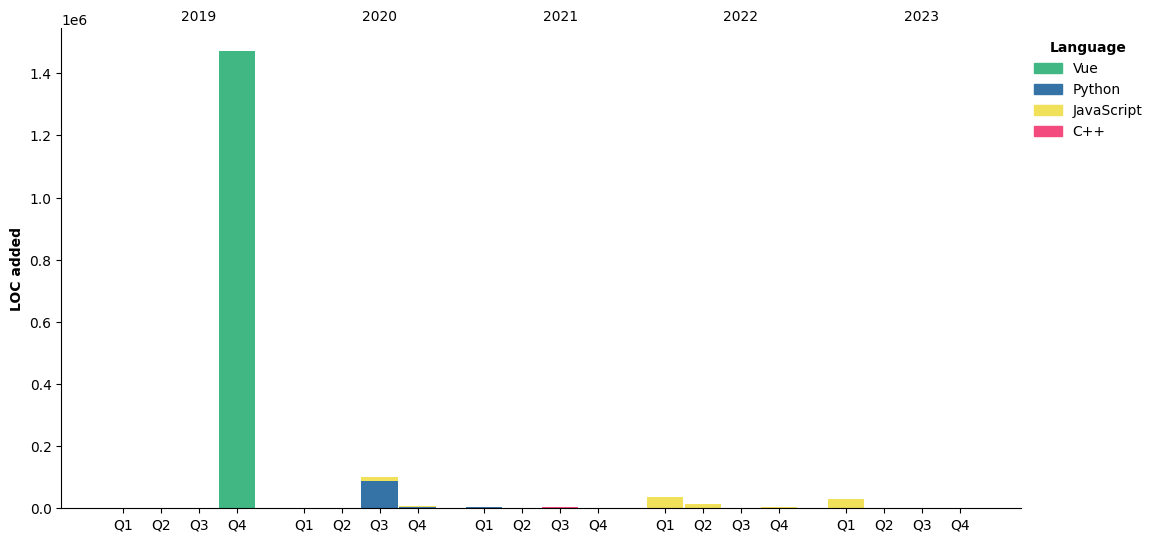 2019 2020 2021 2022 2023
1e6
Language
Vue
Python
JavaScript
C++
LOC added
1.4
1.2
1.0
0.8
0.6
0.4
0.2
0.0
Q1 Q2 Q3 Q4 Q1 Q2 Q3 Q4 Q1 Q2 Q3 Q4 Q1 Q2 Q3 Q4 Q1 Q2 Q3 Q4